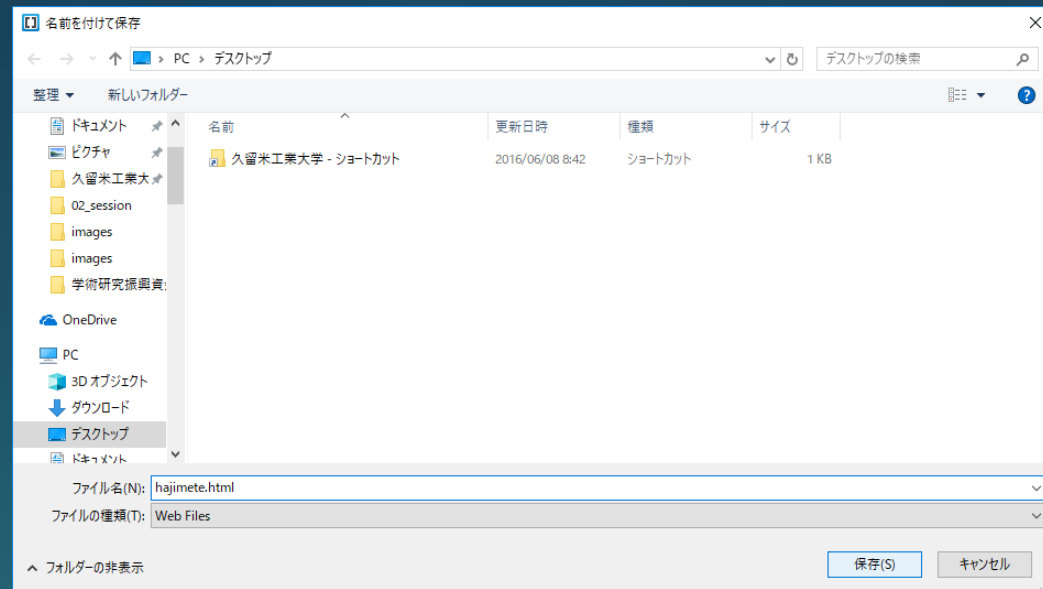 名前を付けて保存
PC › デスクトップ
デスクトップの検索
整理
新しいフォルダー
ドキュメント
ピクチャ
久留米工業大
02_session
images
images
学術研究振興資
OneDrive
PC
3D オブジェクト
ダウンロード
デスクトップ
ドキュメント
名前 更新日時 種類 サイズ
久留米工業大学 - ショートカット 2016/06/08 8:42 ショートカット 1 KB
ファイル名(N): hajimete.html
ファイルの種類(T): Web Files
フォルダーの非表示
保存(S)
キャンセル